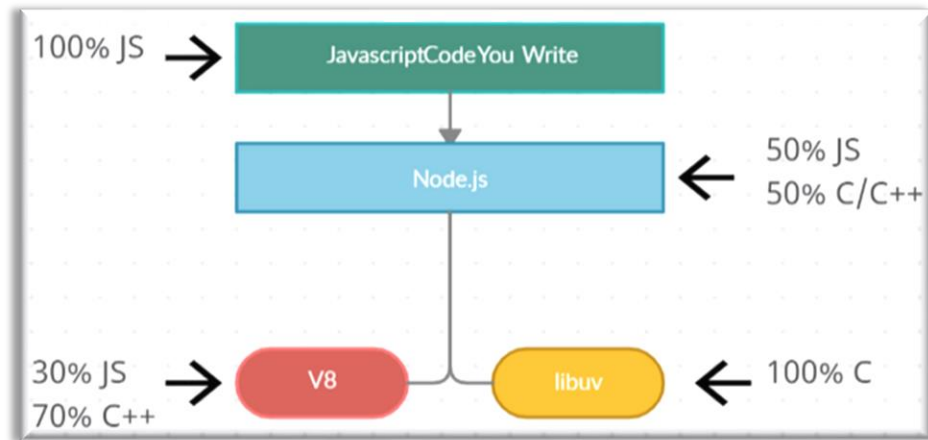 100% JS
JavascriptCodeYou Write
Node.js
50% JS
50% C/C++
30% JS
70% C++
V8
libuv
100% C